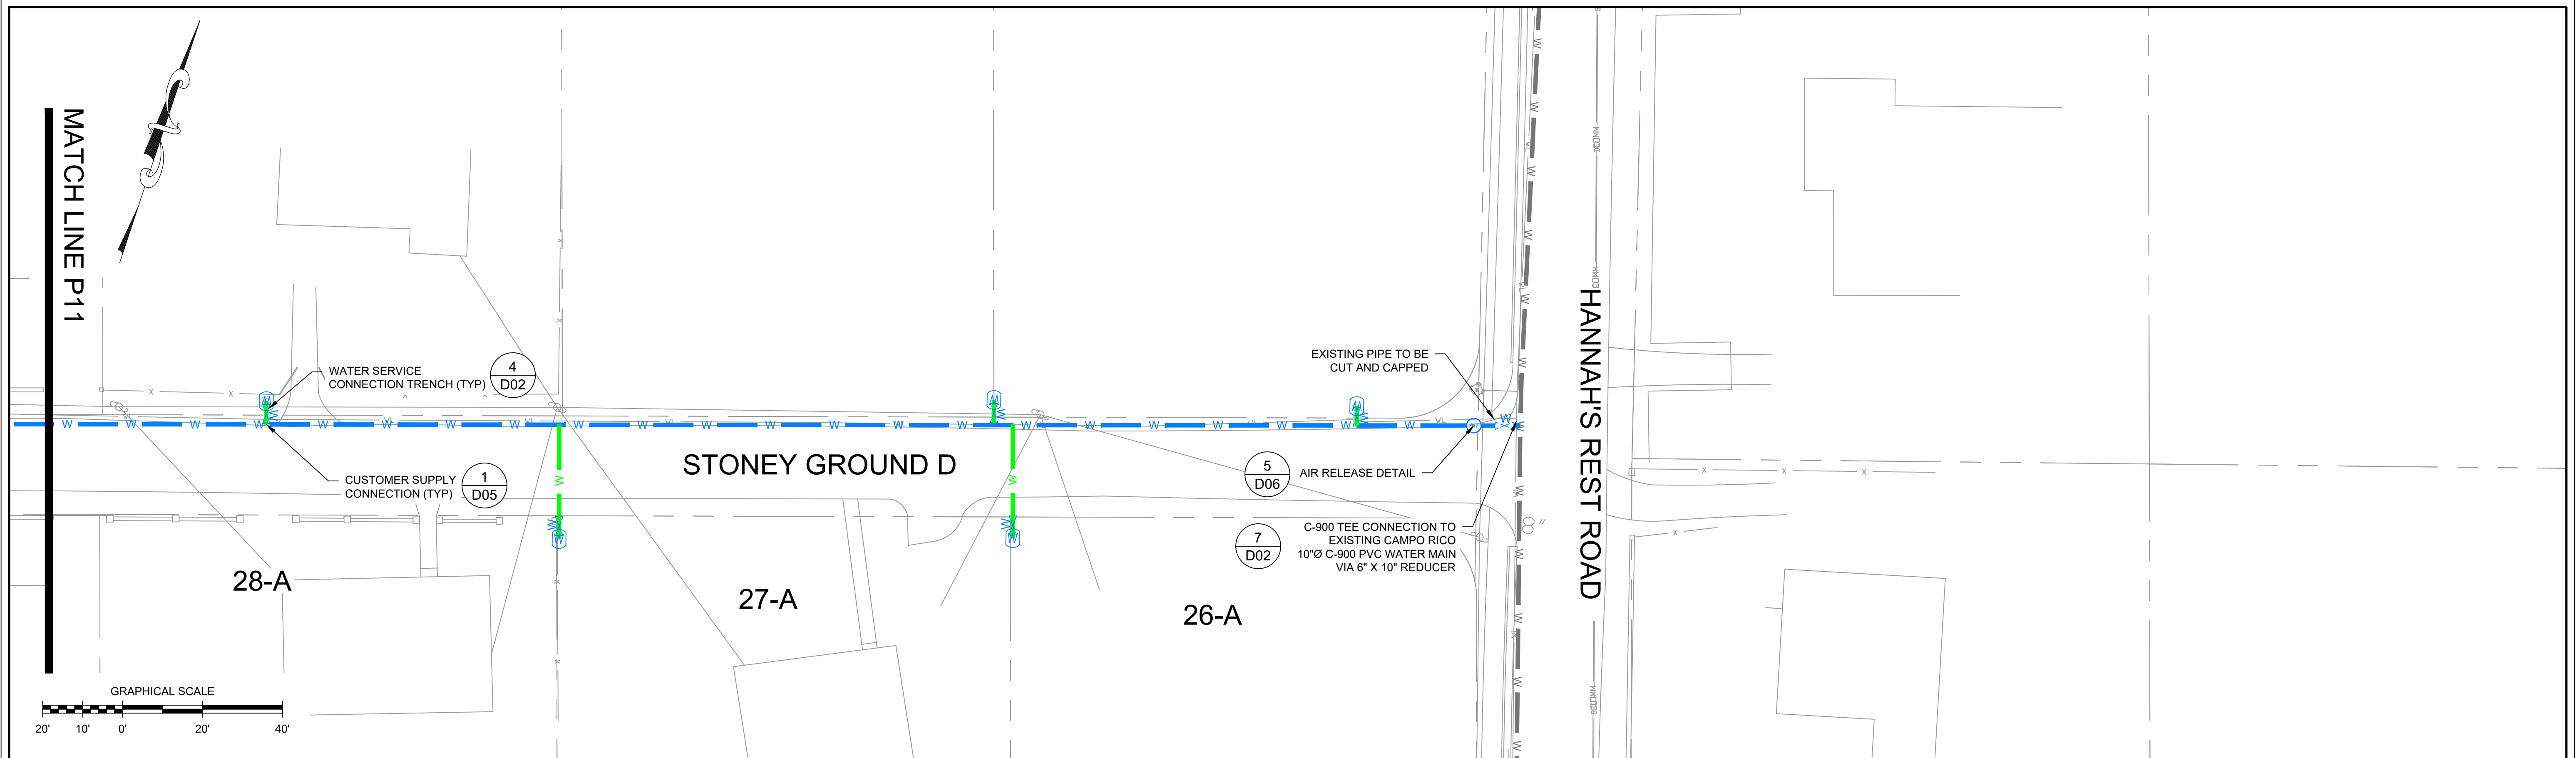 MATCH LINE P11
WATER SERVICE
CONNECTION TRENCH (TYP)
4
D02
CUSTOMER SUPPLY
CONNECTION (TYP)
1
D05
STONEY GROUND D
EXISTING PIPE TO BE
CUT AND CAPPED
5
D06
AIR RELEASE DETAIL
7
D02
C-900 TEE CONNECTION TO
EXISTING CAMPO RICO
10"Ø C-900 PVC WATER MAIN
VIA 6" X 10" REDUCER
HANNAH'S REST ROAD
28-A
27-A
26-A
GRAPHICAL SCALE
20' 10' 0' 20' 40'